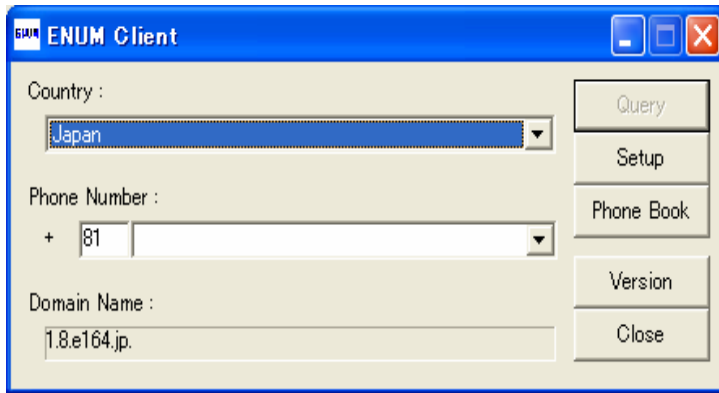 ENUM Client
Country :
Japan
Phone Number :
+ 81
Domain Name :
1.8.e164.jp.
Query
Setup
Phone Book
Version
Close